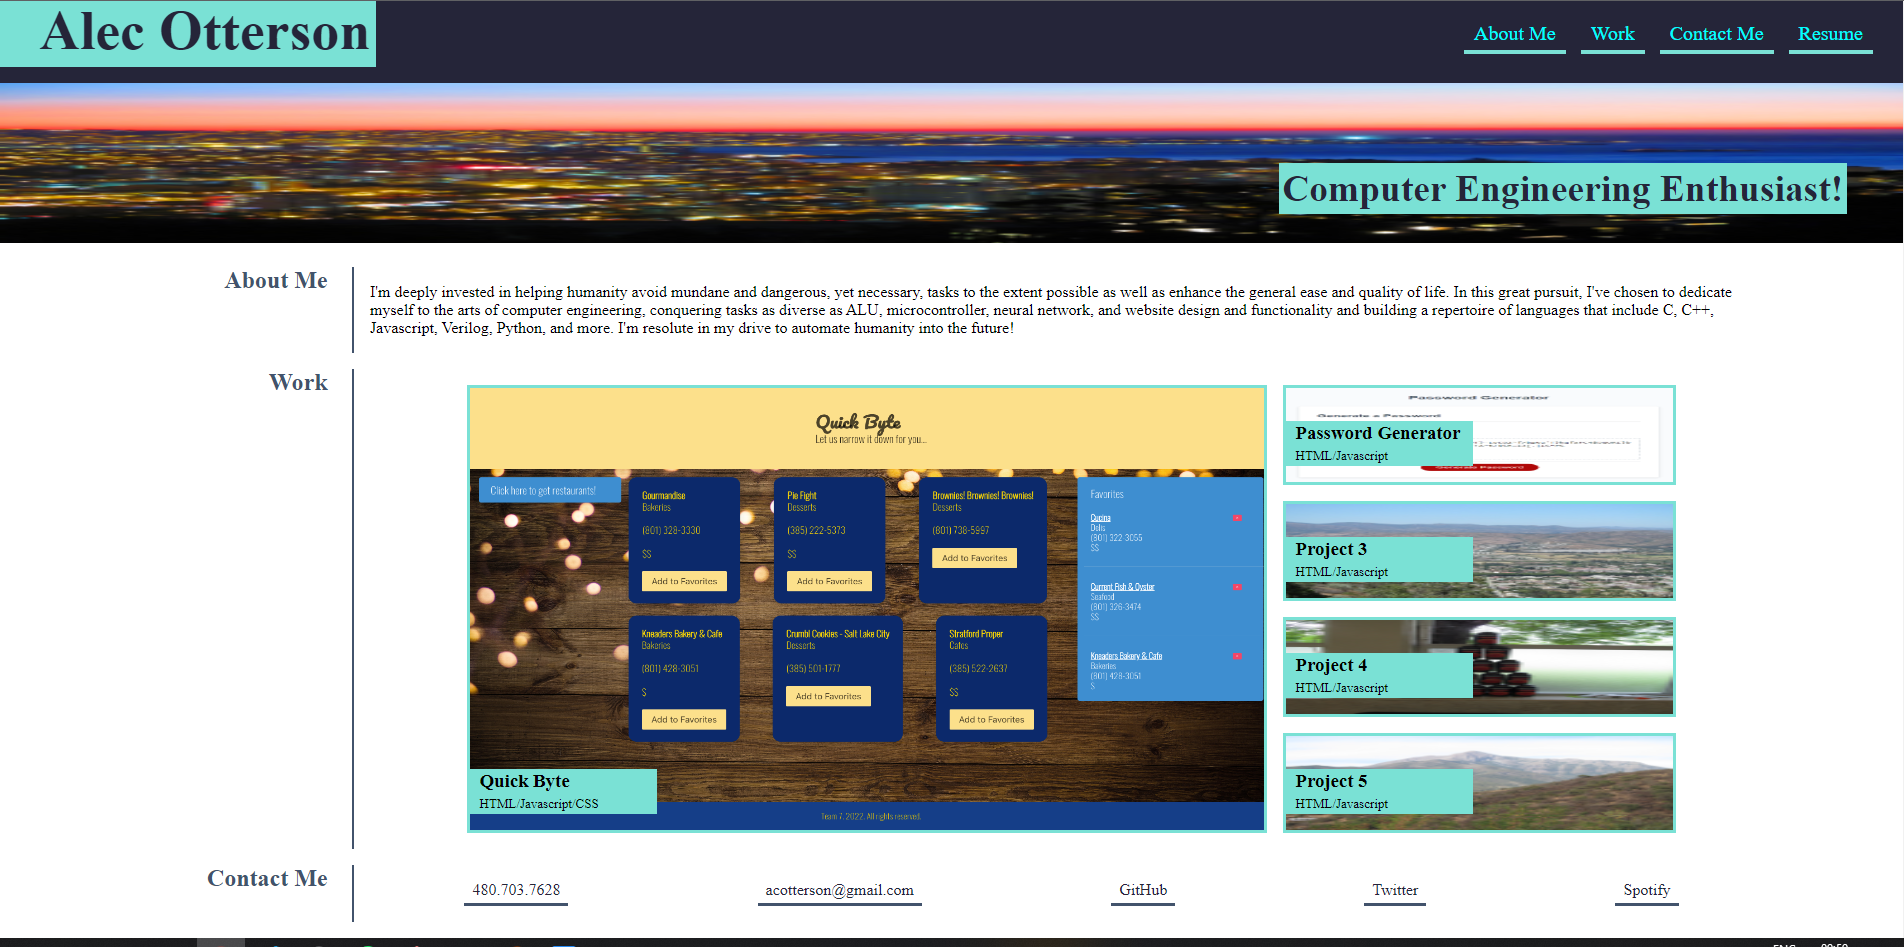 Alec Otterson
About Me
Work
Contact Me
Resume
Computer Engineering Enthusiast!
About Me
I'm deeply invested in helping humanity avoid mundane and dangerous, yet necessary, tasks to the extent possible as well as enhance the general ease and quality of life. In this great pursuit, I've chosen to dedicate
myself to the arts of computer engineering, conquering tasks as diverse as ALU, microcontroller, neural network, and website design and functionality and building a repertoire of languages that include C, C++,
Javascript, Verilog, Python, and more. I'm resolute in my drive to automate humanity into the future!
Work
Quick Byte
Let us narrow it down for you...
Click here to get restaurants!
Gourmandise
Bakeries
(801) 328-3330
$$
Add to Favorites
Pie Fight
Desserts
(385) 222-5373
$$
Add to Favorites
Brownies! Brownies! Brownies!
Desserts
(801) 738-5997
Add to Favorites
Kneaders Bakery & Cafe
Bakeries
(801) 428-3051
$
Add to Favorites
Crumbl Cookies - Salt Lake City
Desserts
(385) 501-1777
Add to Favorites
Stratford Proper
Cafes
(385) 522-2637
$$
Add to Favorites
Favorites
Cucina
Delis
(801) 322-3055
$$
Current Fish & Oyster
Seafood
(801) 326-3474
$$
Kneaders Bakery & Cafe
Bakeries
(801) 428-3051
$
Quick Byte
HTML/Javascript/CSS
Team 7, 2022. All rights reserved.
Password Generator
Generate a Password
Password Generator
HTML/Javascript
Generate Password
Project 3
HTML/Javascript
Project 4
HTML/Javascript
Project 5
HTML/Javascript
Contact Me
480.703.7628
acotterson@gmail.com
GitHub
Twitter
Spotify